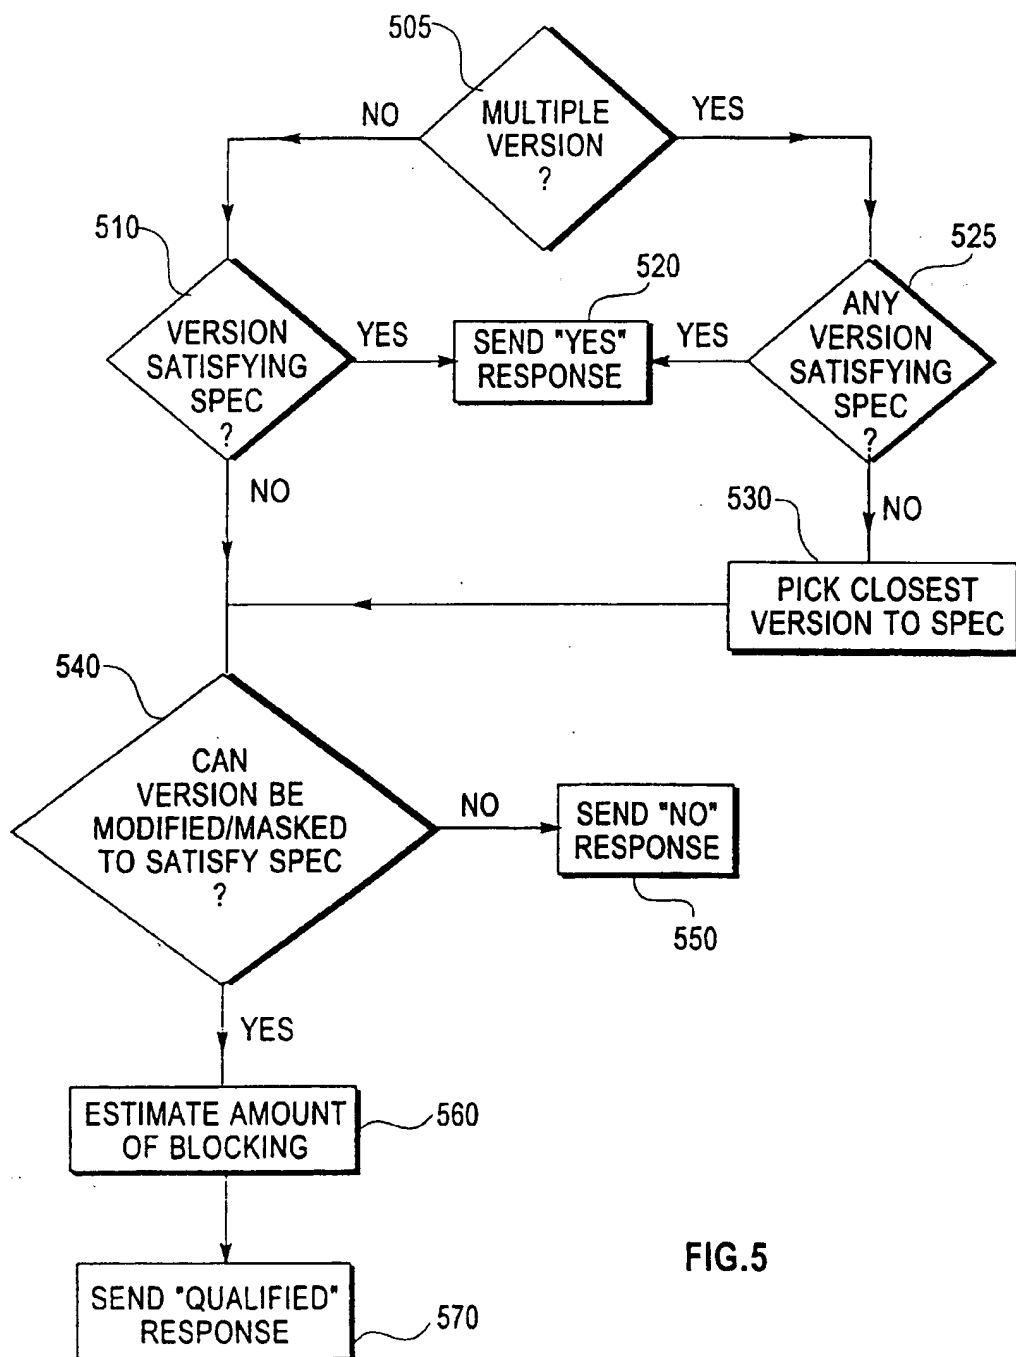 505
MULTIPLE
VERSION
?
NO
YES
510
VERSION
SATISFYING
SPEC
?
YES
520
SEND "YES"
RESPONSE
YES
525
ANY
VERSION
SATISFYING
SPEC
?
NO
NO
530
PICK CLOSEST
VERSION TO SPEC
540
CAN
VERSION BE
MODIFIED/MASKED
TO SATISFY SPEC
?
NO
SEND "NO"
RESPONSE
550
YES
ESTIMATE AMOUNT
OF BLOCKING
560
SEND "QUALIFIED"
RESPONSE
570
FIG.5